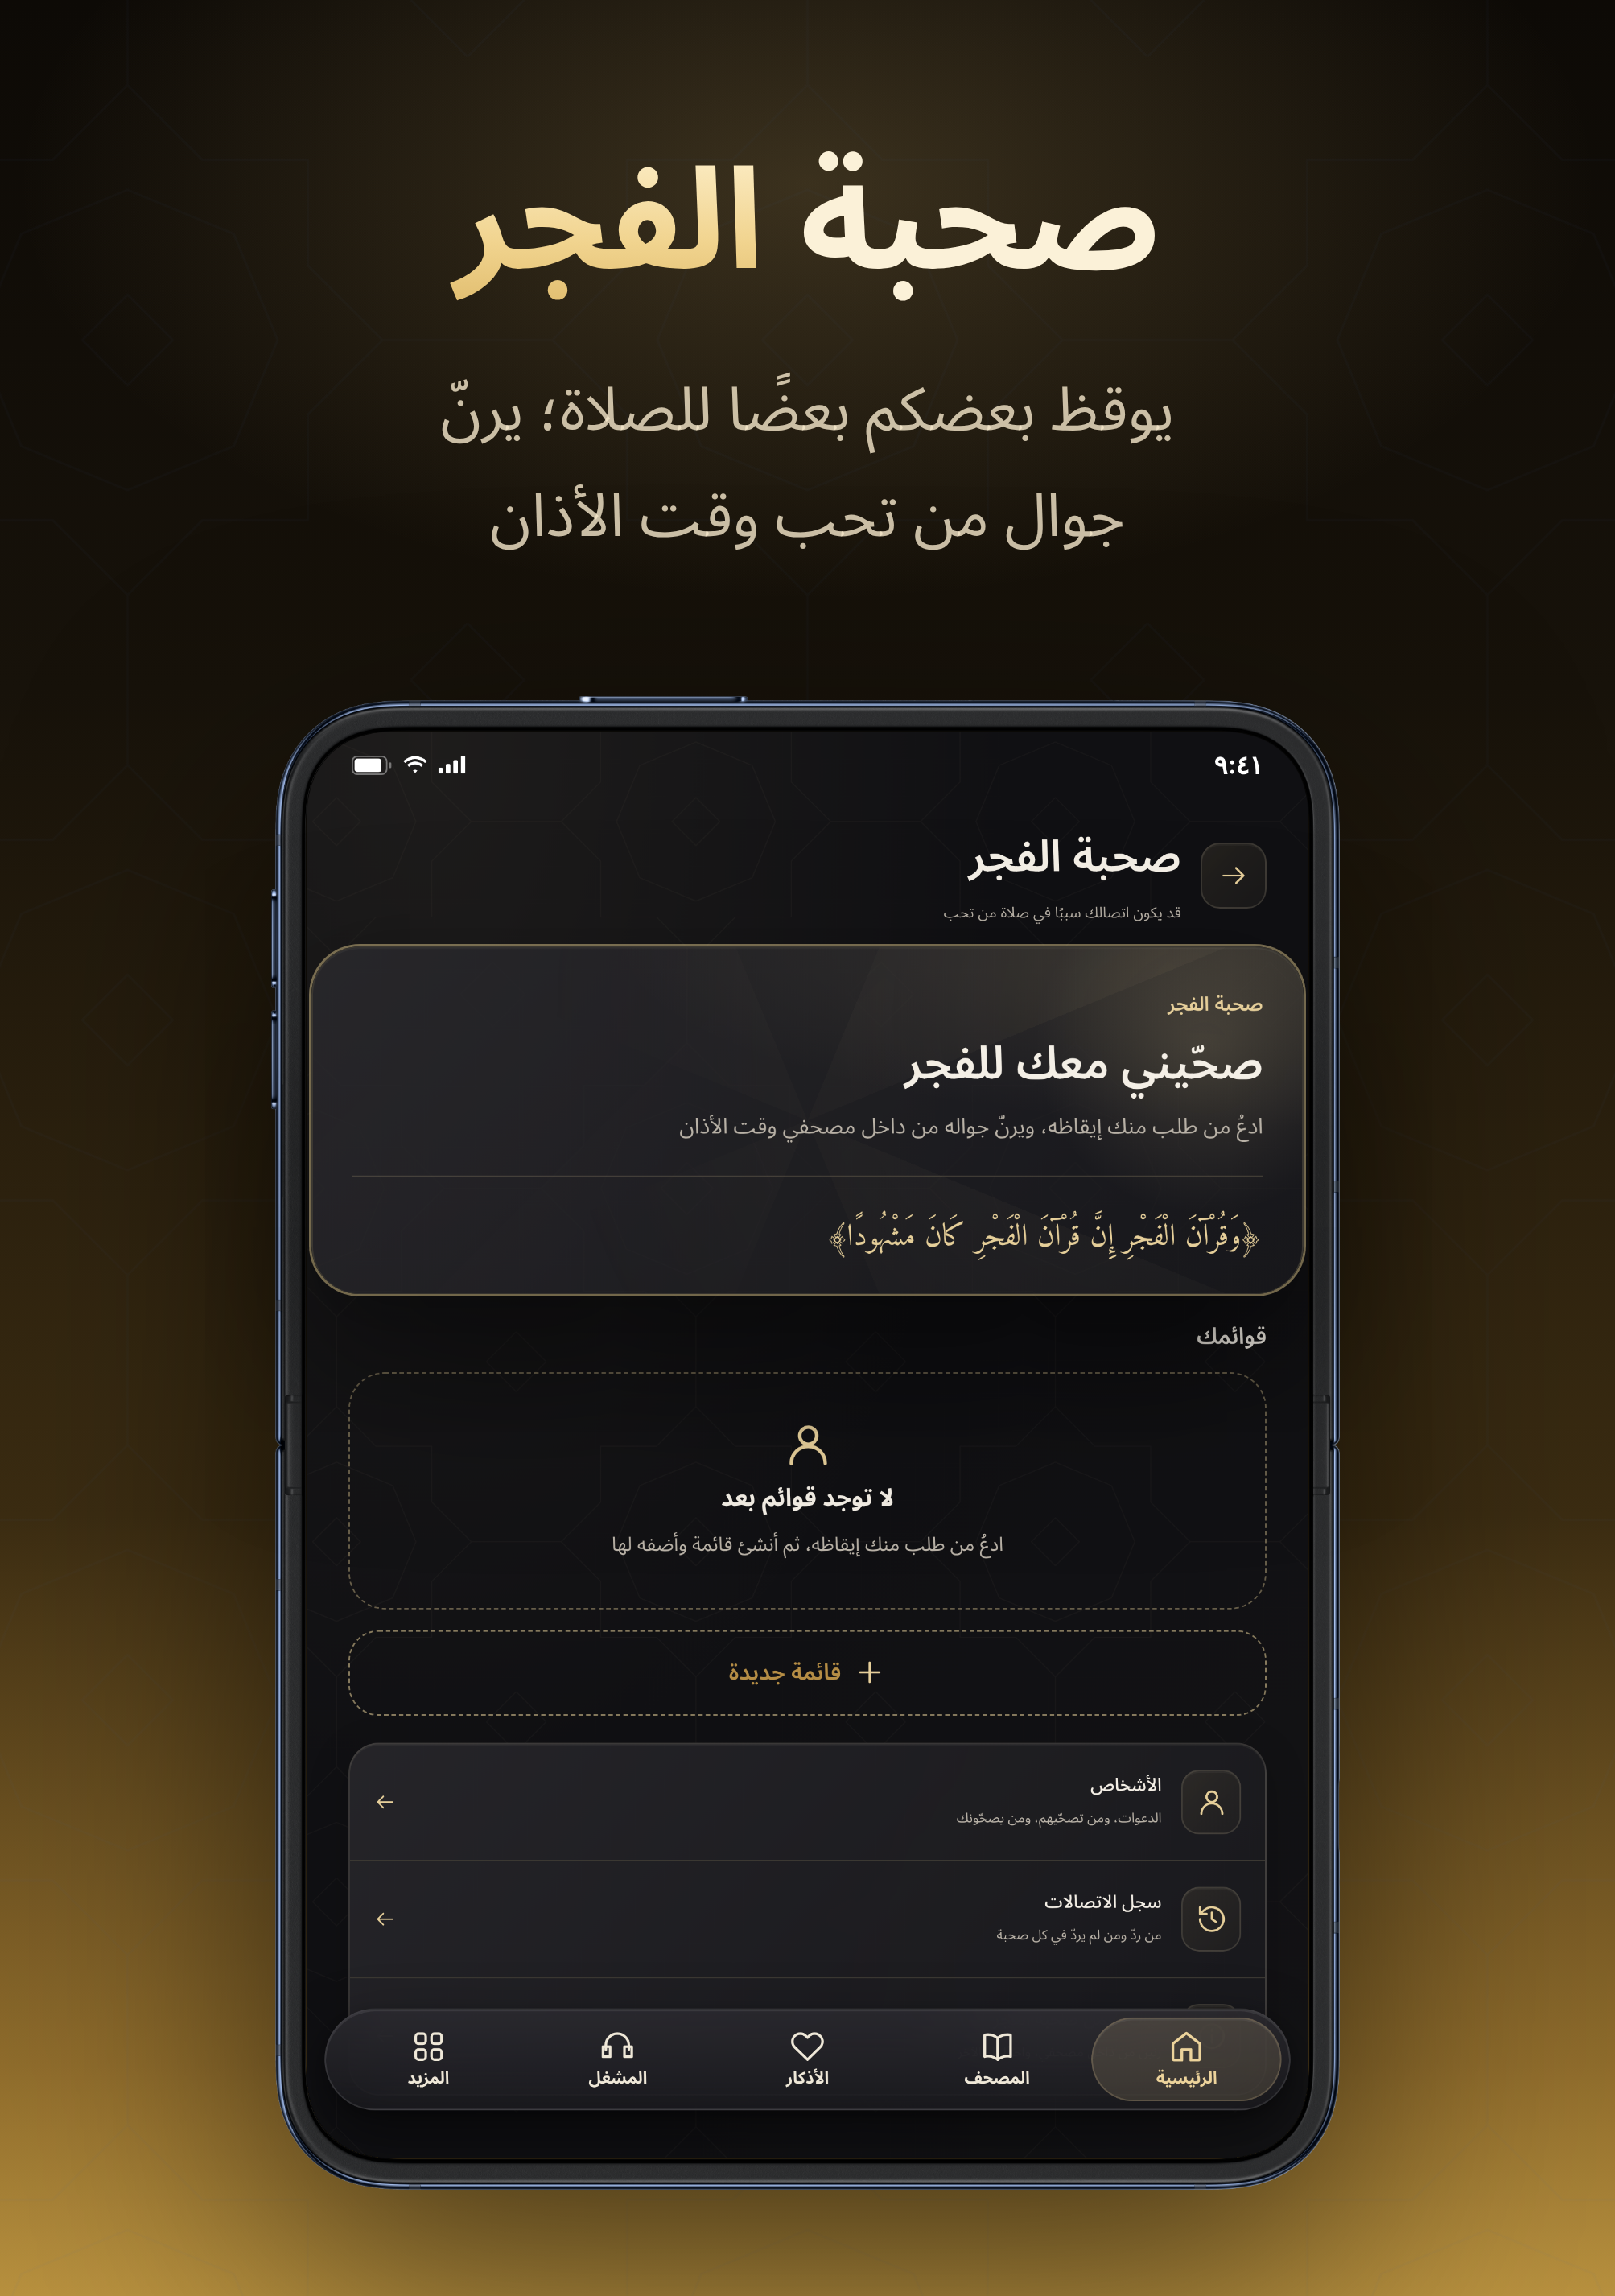 صحبة الفجر
يوقظ بعضكم بعضًا للصلاة؛ يرنّ
جوال من تحب وقت الأذان
٩:٤١
صحبة الفجر
قد يكون اتصالك سببًا في صلاة من تحب
صحبة الفجر
صحّيني معك للفجر
ادعُ من طلب منك إيقاظه، ويرنّ جواله من داخل مصحفي وقت الأذان
﴿وَقُرْآنَ الْفَجْرِ إِنَّ قُرْآنَ الْفَجْرِ كَانَ مَشْهُودًا﴾
قوائمك
لا توجد قوائم بعد
ادعُ من طلب منك إيقاظه، ثم أنشئ قائمة وأضفه لها
قائمة جديدة
الأشخاص
الدعوات، ومن تصحّيهم، ومن يصحّونك
سجل الاتصالات
من ردّ ومن لم يردّ في كل صحبة
الرئيسية
المصحف
الأذكار
المشغل
المزيد